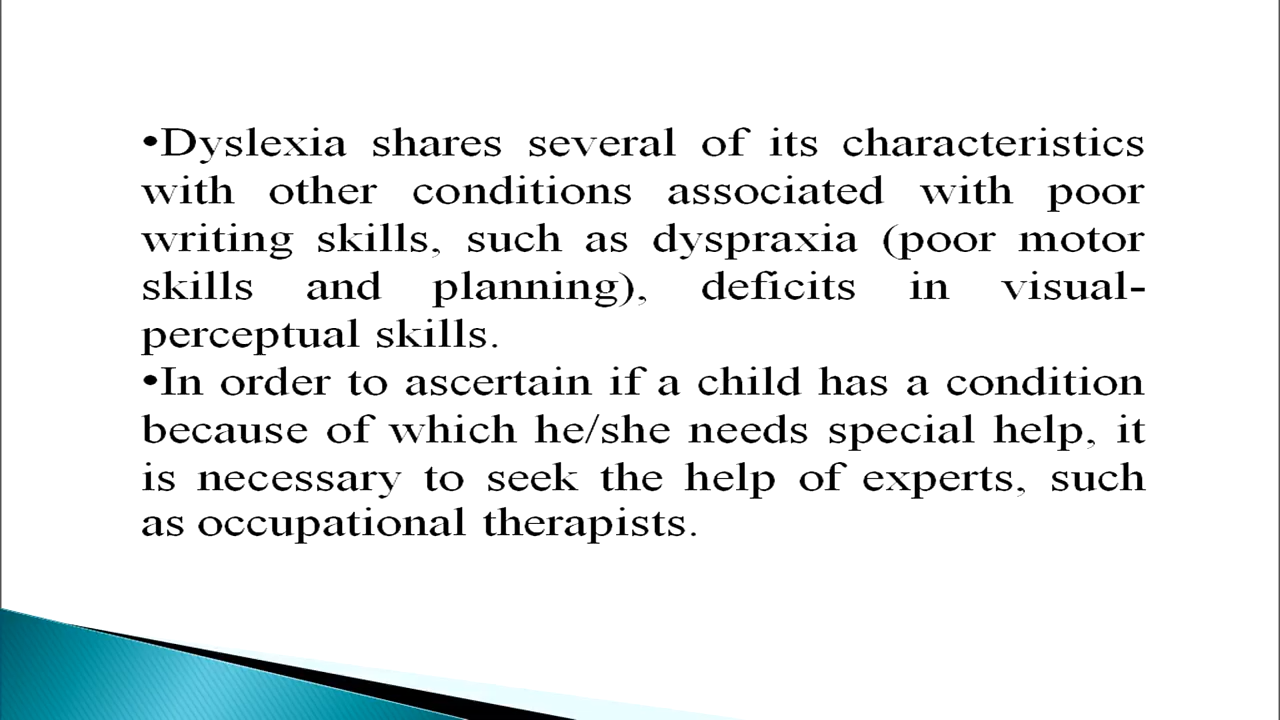 •Dyslexia shares several of its characteristics
with other conditions associated with poor
writing skills, such as dyspraxia (poor motor
skills and planning), deficits in visual-
perceptual skills.
•In order to ascertain if a child has a condition
because of which he/she needs special help, it
is necessary to seek the help of experts, such
as occupational therapists.